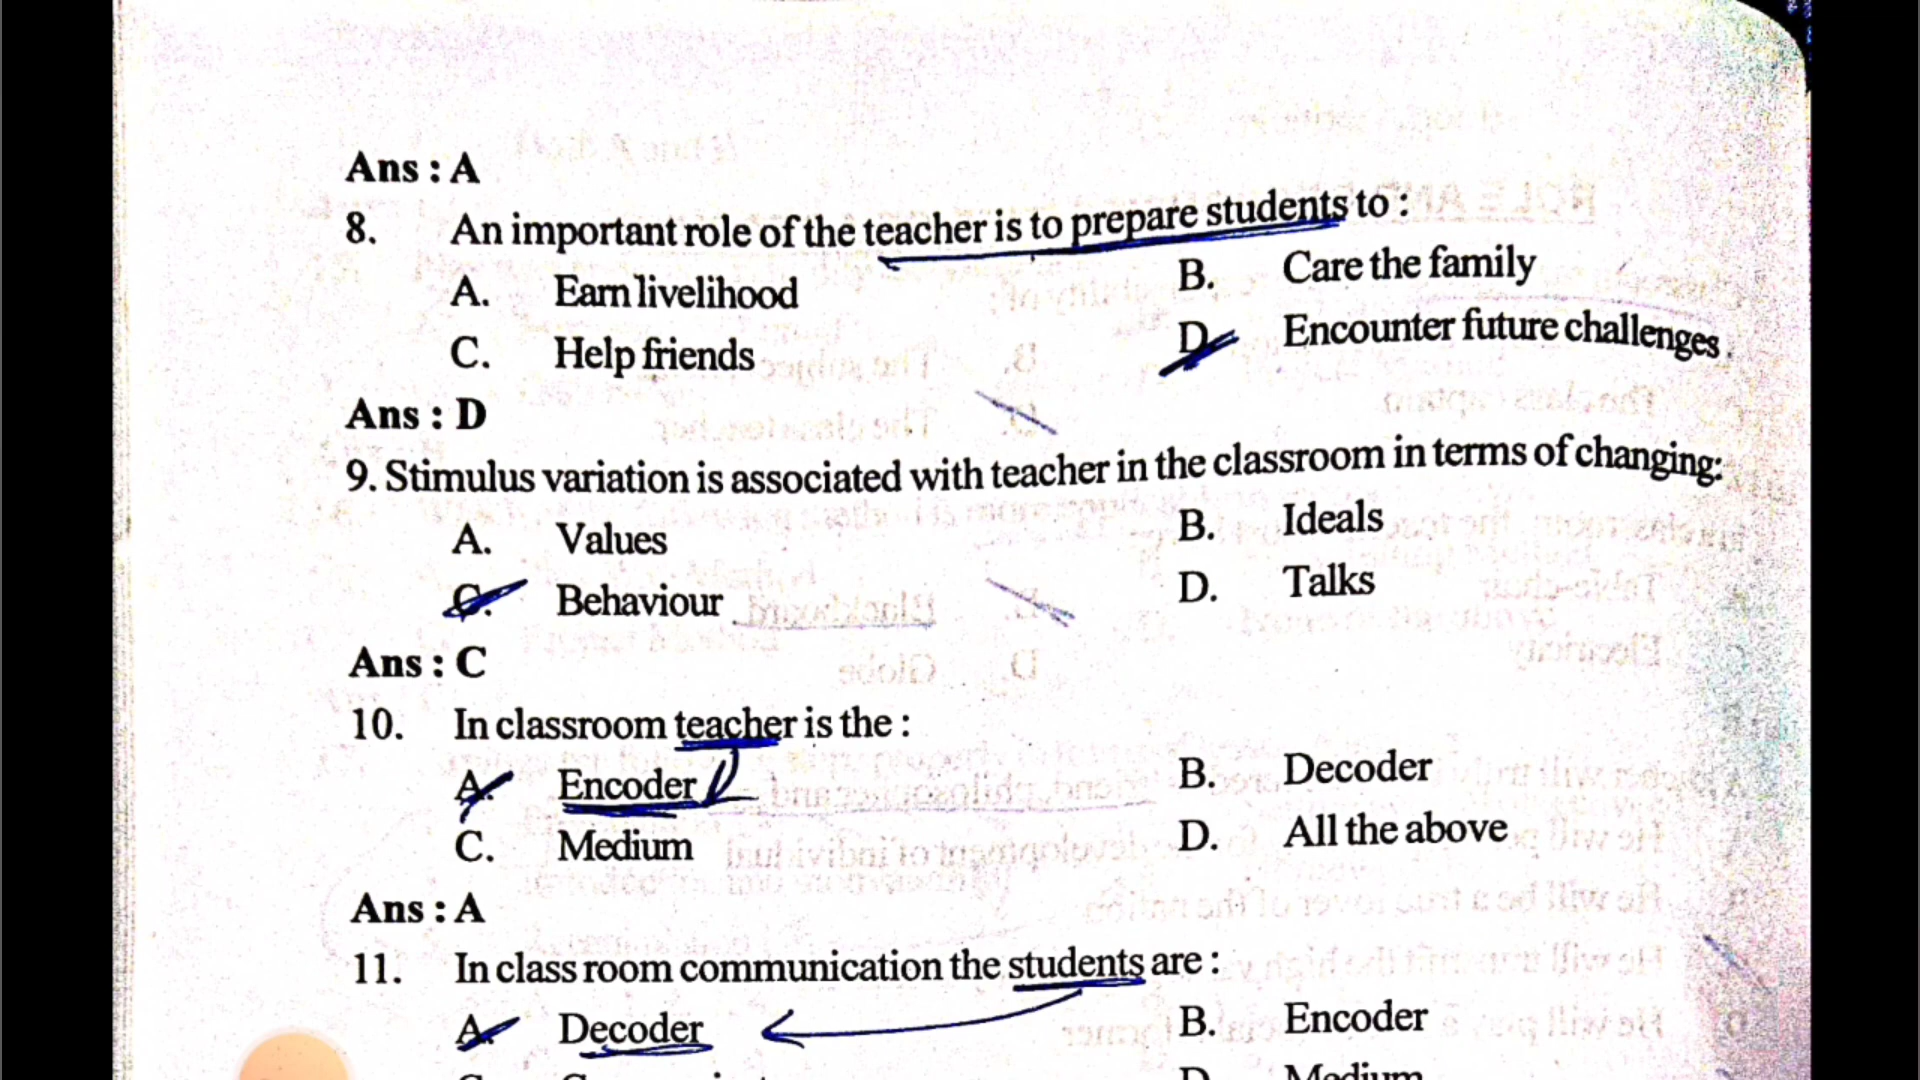 Ans : A
8. An important role of the teacher is to prepare students to :
A. Earn livelihood B. Care the family
C. Help friends D. Encounter future challenges.
Ans : D
9. Stimulus variation is associated with teacher in the classroom in terms of changing:
A. Values B. Ideals
C. Behaviour D. Talks
Ans : C
10. In classroom teacher is the :
A. Encoder B. Decoder
C. Medium D. All the above
Ans : A
11. In class room communication the students are :
A. Decoder B. Encoder
D. Medium